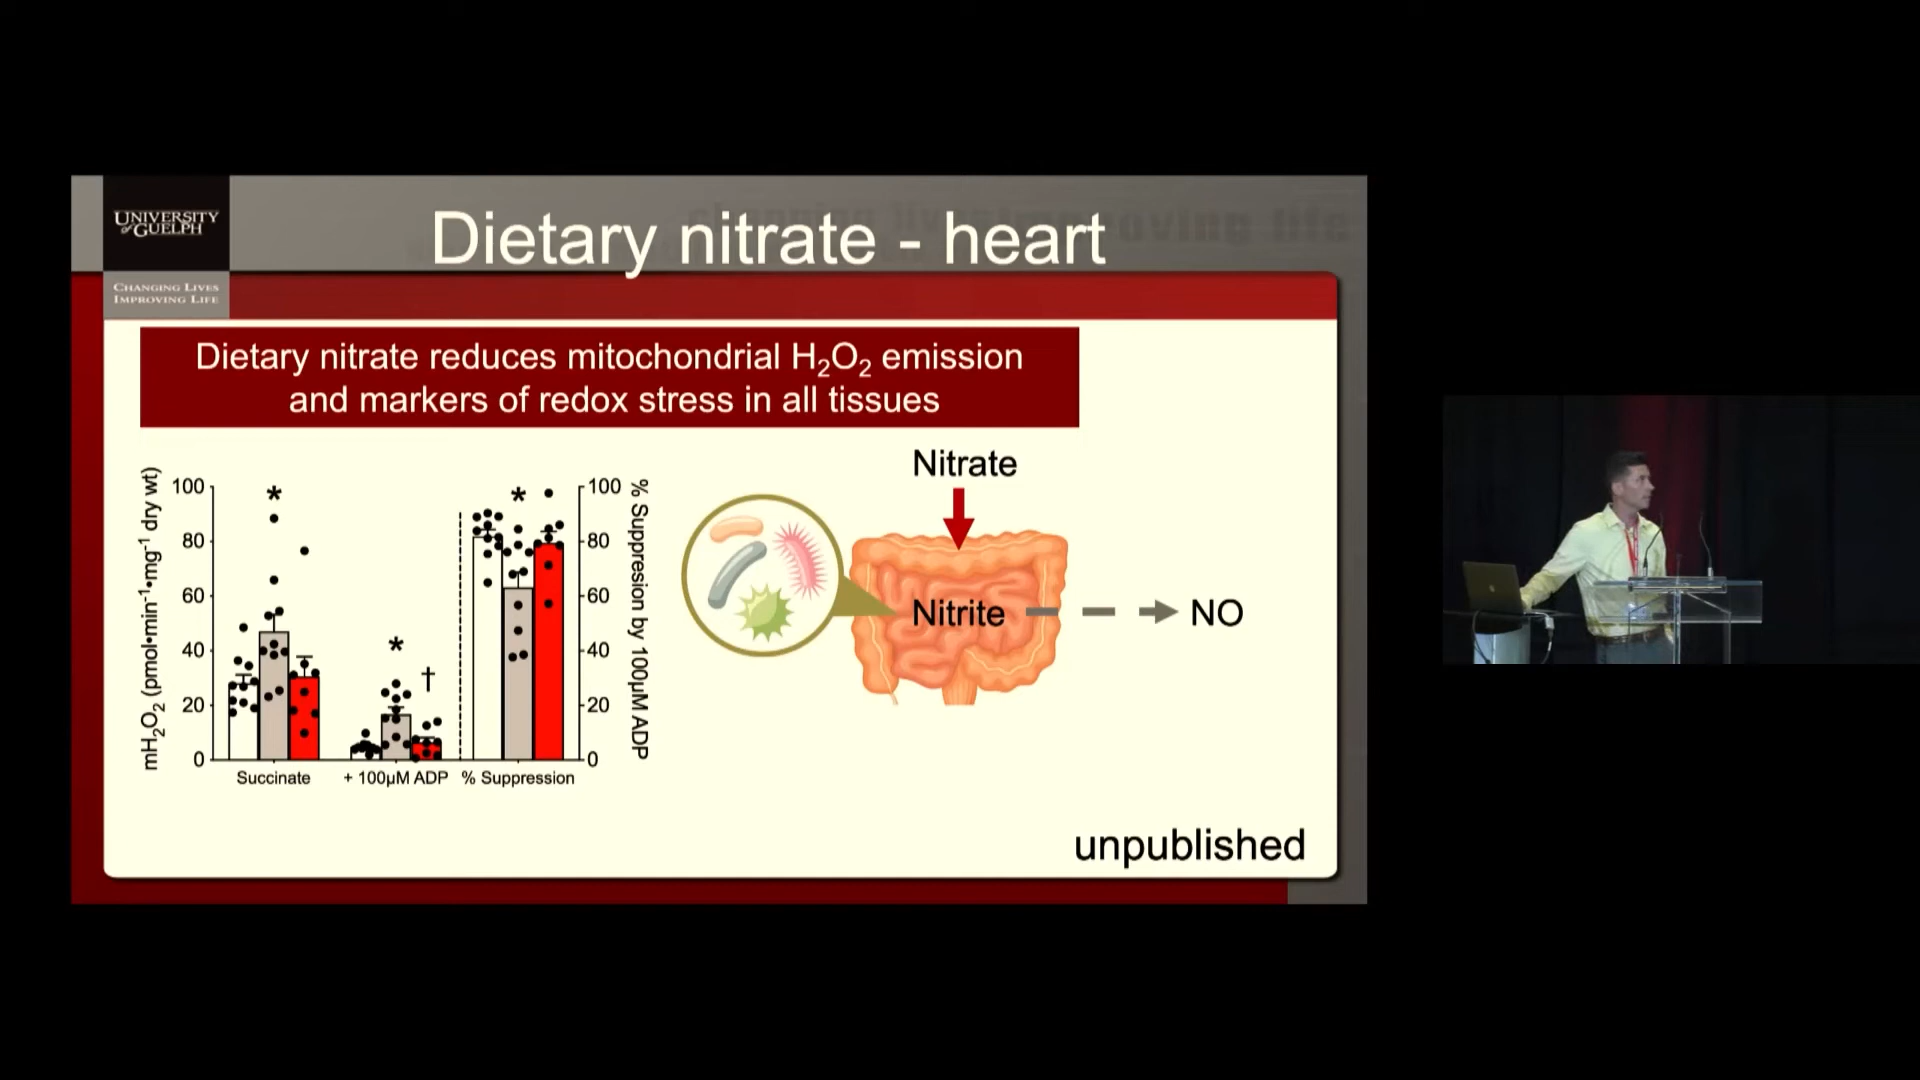 UNIVERSITY
of GUELPH
CHANGING LIVES
IMPROVING LIFE
Dietary nitrate - heart
Dietary nitrate reduces mitochondrial H₂O₂ emission
and markers of redox stress in all tissues
mH₂O₂ (pmol•min⁻¹•mg⁻¹ dry wt)
100
80
60
40
20
0
*
*
†
*
Succinate
+ 100µM ADP
% Suppression
100
80
60
40
20
0
% Suppresion by 100µM ADP
Nitrate
Nitrite
NO
unpublished